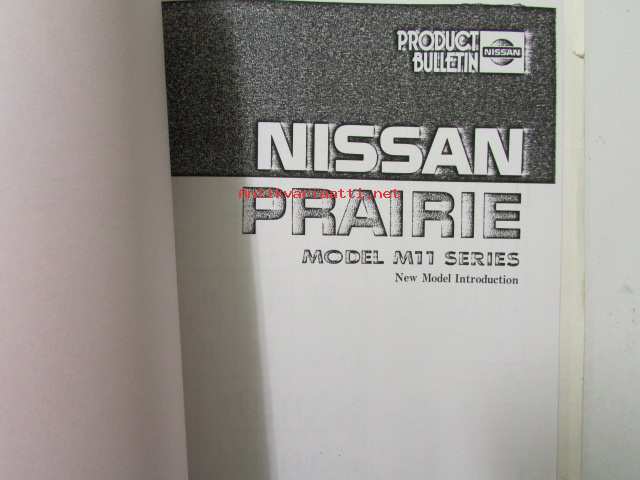 PRODUCT
BULLETIN
NISSAN
NISSAN
Antikvariaatti.net
PRAIRIE
MODEL M11 SERIES
New Model Introduction